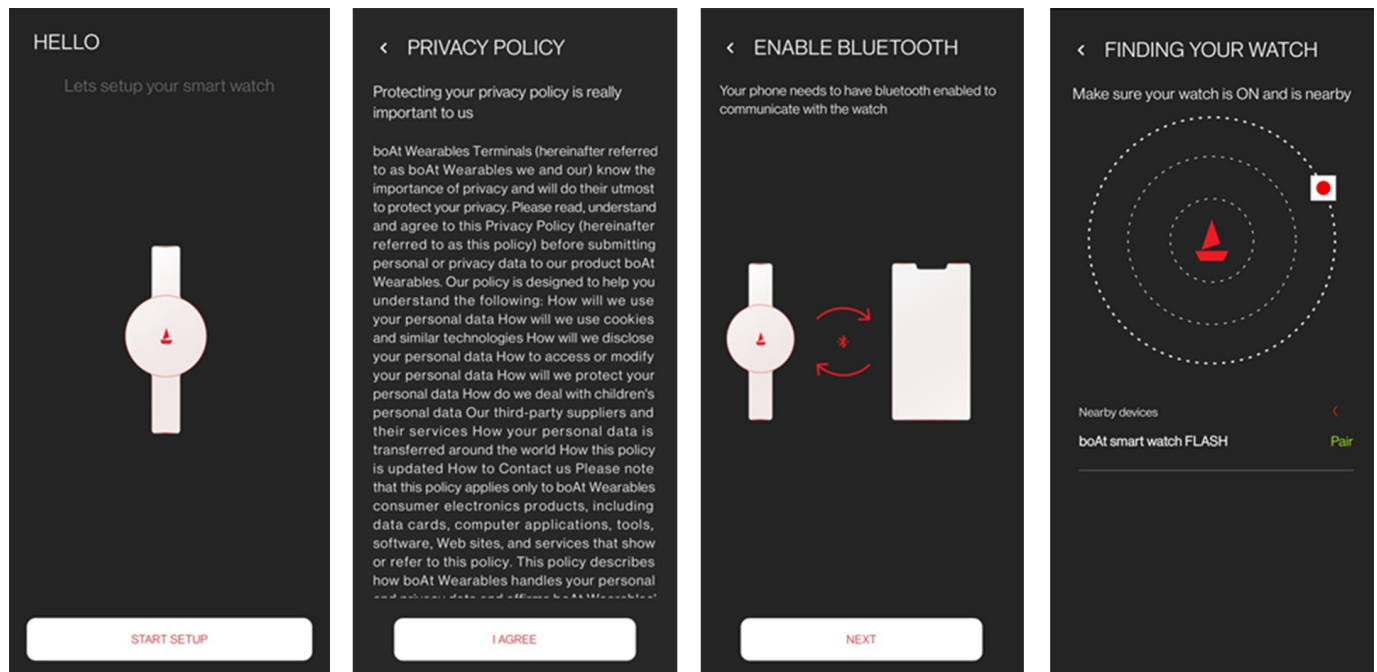 HELLO
Lets setup your smart watch
START SETUP
PRIVACY POLICY
Protecting your privacy policy is really
important to us
boAt Wearables Terminals (hereinafter referred
to as boAt Wearables we and our) know the
importance of privacy and will do their utmost
to protect your privacy. Please read, understand
and agree to this Privacy Policy (hereinafter
referred to as this policy) before submitting
personal or privacy data to our product boAt
Wearables. Our policy is designed to help you
understand the following: How will we use
your personal data How will we use cookies
and similar technologies How will we disclose
your personal data How to access or modify
your personal data How will we protect your
personal data How do we deal with children's
personal data Our third-party suppliers and
their services How your personal data is
transferred around the world How this policy
is updated How to Contact us Please note
that this policy applies only to boAt Wearables
consumer electronics products, including
data cards, computer applications, tools,
software, Web sites, and services that show
or refer to this policy. This policy describes
how boAt Wearables handles your personal
and privacy data and affirms boAt Wearables'
I AGREE
ENABLE BLUETOOTH
Your phone needs to have bluetooth enabled to
communicate with the watch
NEXT
FINDING YOUR WATCH
Make sure your watch is ON and is nearby
Nearby devices
boAt smart watch FLASH Pair